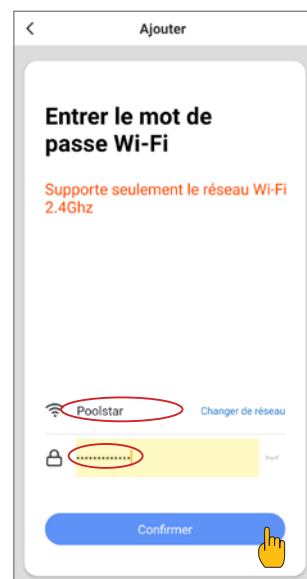 Ajouter
Entrer le mot de
passe Wi-Fi
Supporte seulement le réseau Wi-Fi
2.4Ghz
Poolstar
Changer de réseau
•••••••••••••
Confirmer